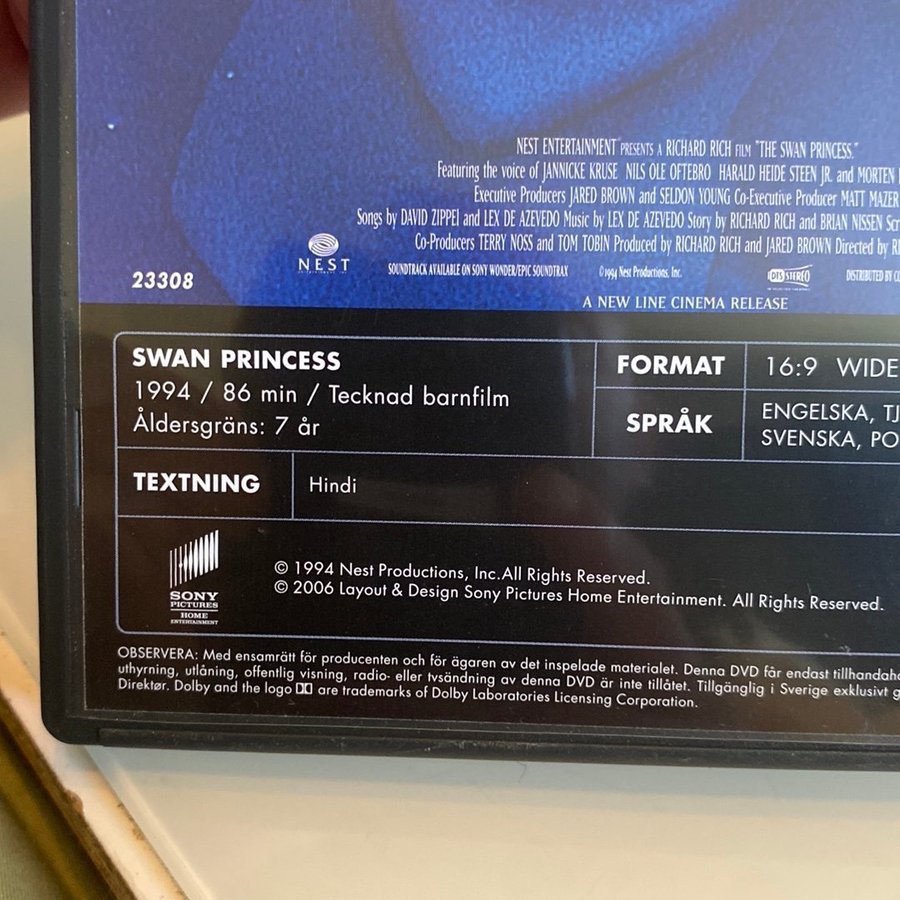 NEST ENTERTAINMENT PRESENTS A RICHARD RICH FILM "THE SWAN PRINCESS."
Featuring the voice of JANNICKE KRUSE NILS OLE OFTEBRO HARALD HEIDE STEEN JR. and MORTEN
Executive Producers JARED BROWN and SELDON YOUNG Co-Executive Producer MATT MAZER
Songs by DAVID ZIPPEL and LEX DE AZEVEDO Music by LEX DE AZEVEDO Story by RICHARD RICH and BRIAN NISSEN
Co-Producers TERRY NOSS and TOM TOBIN Produced by RICHARD RICH and JARED BROWN Directed by
NEST
SOUNDTRACK AVAILABLE ON SONY WONDER/EPIC SOUNDTRAX
©1994 Nest Productions, Inc.
DTS STEREO
DISTRIBUTED BY
23308
A NEW LINE CINEMA RELEASE
SWAN PRINCESS
1994 / 86 min / Tecknad barnfilm
Åldersgräns: 7 år
FORMAT
16:9 WIDE
SPRÅK
ENGELSKA, TJ
SVENSKA, PO
TEXTNING
Hindi
SONY
PICTURES
HOME
ENTERTAINMENT
© 1994 Nest Productions, Inc.All Rights Reserved.
© 2006 Layout & Design Sony Pictures Home Entertainment. All Rights Reserved.
OBSERVERA: Med ensamrätt för producenten och för ägaren av det inspelade materialet. Denna DVD får endast tillhandaha
uthyrning, utlåning, offentlig visning, radio- eller tvsändning av denna DVD är inte tillåtet. Tillgänglig i Sverige exklusivt g
Direktør. Dolby and the logo are trademarks of Dolby Laboratories Licensing Corporation.